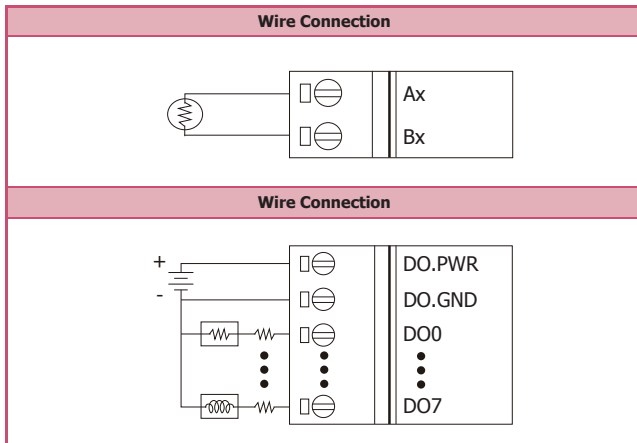 Wire Connection
Ax
Bx
Wire Connection
+
-
DO.PWR
DO.GND
DO0
DO7